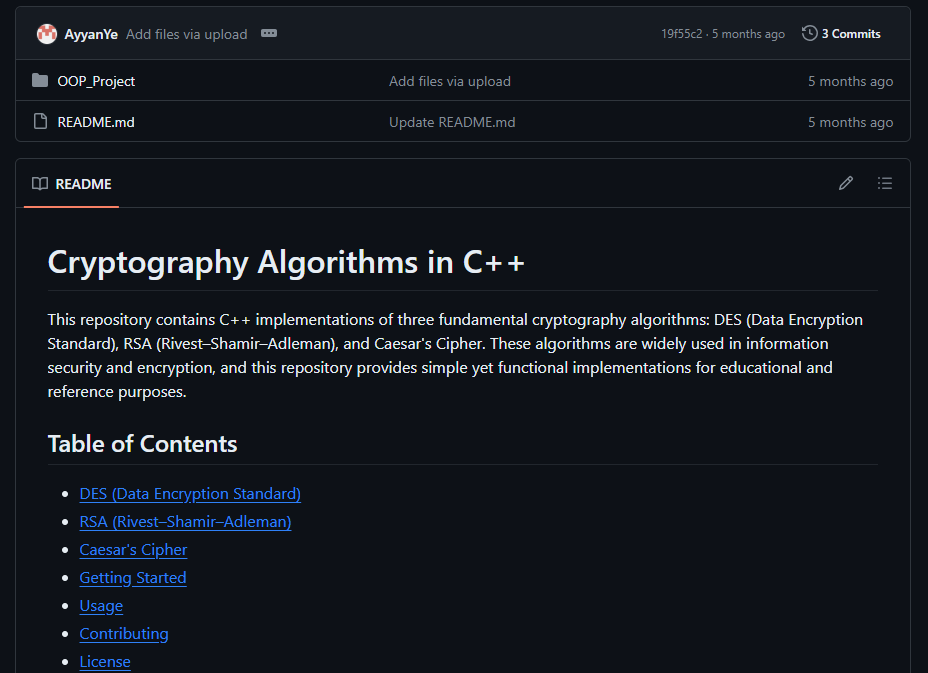 AyyanYe Add files via upload 19f55c2 · 5 months ago 3 Commits
OOP_Project Add files via upload 5 months ago
README.md Update README.md 5 months ago
README
Cryptography Algorithms in C++
This repository contains C++ implementations of three fundamental cryptography algorithms: DES (Data Encryption
Standard), RSA (Rivest–Shamir–Adleman), and Caesar's Cipher. These algorithms are widely used in information
security and encryption, and this repository provides simple yet functional implementations for educational and
reference purposes.
Table of Contents
DES (Data Encryption Standard)
RSA (Rivest–Shamir–Adleman)
Caesar's Cipher
Getting Started
Usage
Contributing
License